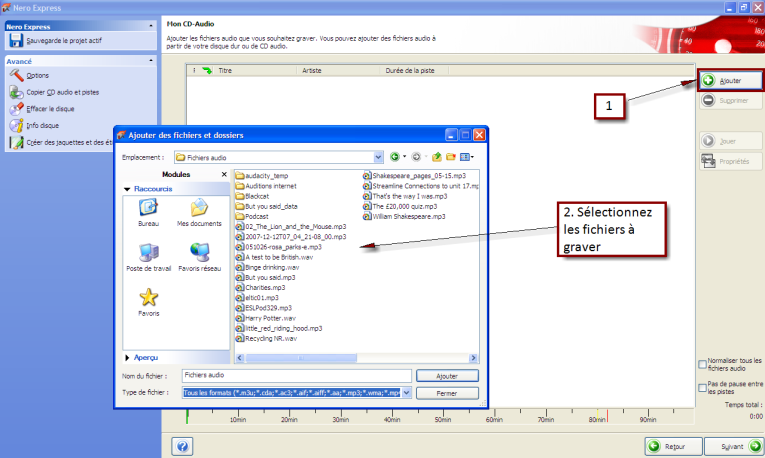 Nero Express
Nero Express
Sauvegarde le projet actif
Avancé
Options
Copier CD audio et pistes
Effacer le disque
Info disque
Créer des jaquettes et des ét
Mon CD-Audio
Ajouter les fichiers audio que vous souhaitez graver. Vous pouvez ajouter des fichiers audio à
partir de votre disque dur ou de CD audio.
Titre Artiste Durée de la piste
1
Ajouter
Supprimer
Jouer
Propriétés
Ajouter des fichiers et dossiers
Emplacement : Fichiers audio
Modules
Raccourcis
Bureau Mes documents
Poste de travail Favoris réseau
Favoris
Aperçu
audacity_temp
Auditions internet
Blackcat
But you said_data
Podcast
02_The_Lion_and_the_Mouse.mp3
2007-12-12T07_04_21-08_00.mp3
051026-rosa_parks-e.mp3
A test to be British.wav
Binge drinking.wav
But you said.mp3
Charities.mp3
eltic01.mp3
ESLPod329.mp3
Harry Potter.wav
little_red_riding_hood.mp3
Recycling NR.wav
Shakespeare_pages_05-15.mp3
Streamline Connections to unit 17.mp
That's the way I was.mp3
The £20,000 quiz.mp3
William Shakespeare.mp3
2. Sélectionnez
les fichiers à
graver
Nom du fichier : Fichiers audio Ajouter
Type de fichier : Tous les formats (*.m3u;*.cda;*.ac3;*.aif;*.aiff;*.aa;*.mp3;*.wma;*.mp4 Fermer
Normaliser tous les
fichiers audio
Pas de pause entre
les pistes
Temps total :
0:00
10min 20min 30min 40min 50min 60min 70min 80min 90min
Retour
Suivant